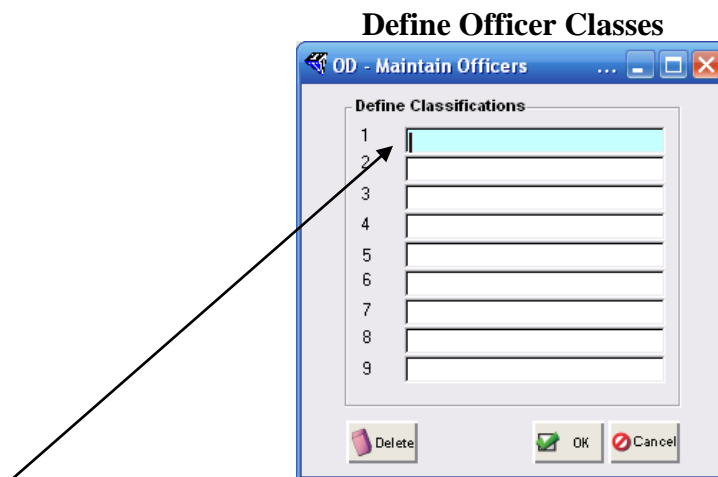 Define Officer Classes
OD - Maintain Officers ...
Define Classifications
1
2
3
4
5
6
7
8
9
Delete OK Cancel